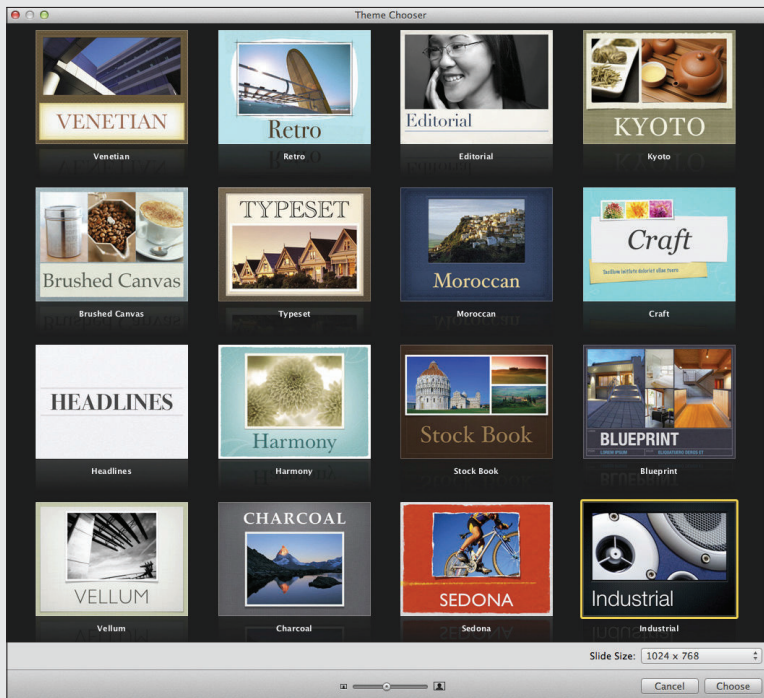 Theme Chooser
VENETIAN
Retro
Editorial
KYOTO
Venetian
Retro
Editorial
Kyoto
Brushed Canvas
TYPESET
Moroccan
Craft
Brushed Canvas
Typeset
Moroccan
Craft
HEADLINES
Harmony
Stock Book
BLUEPRINT
LOREM IPSUM
Headlines
Harmony
Stock Book
Blueprint
VELLUM
CHARCOAL
SEDONA
Industrial
Vellum
Charcoal
Sedona
Industrial
Slide Size: 1024 x 768
Cancel
Choose